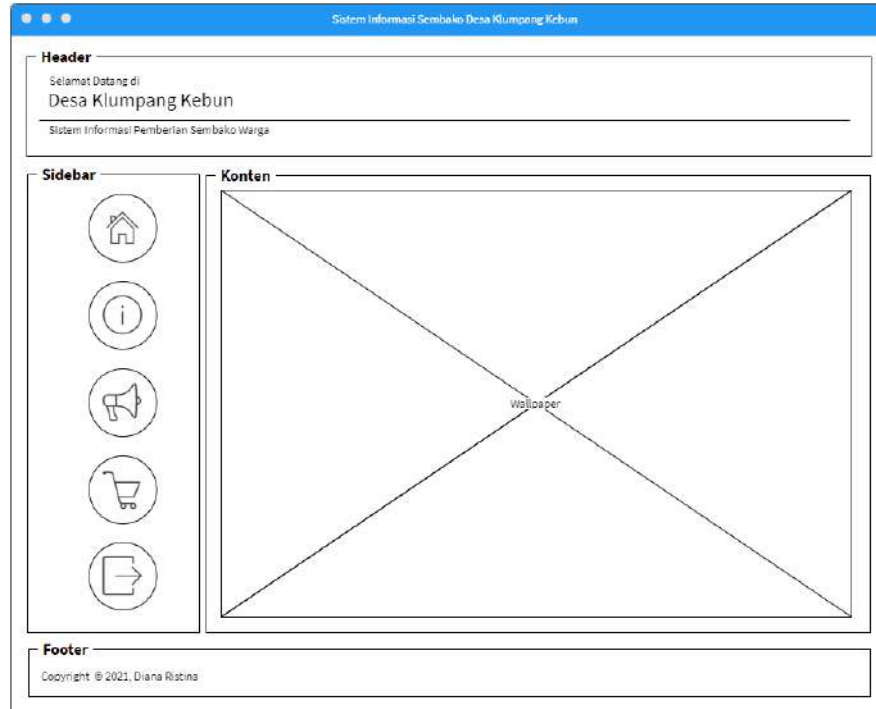 Sistem Informasi Sembako Desa Klumpang Kebun
Header
Selamat Datang di
Desa Klumpang Kebun
Sistem Informasi Pemberian Sembako Warga
Sidebar
Konten
Wallpaper
Footer
Copyright © 2021, Diana Ristina